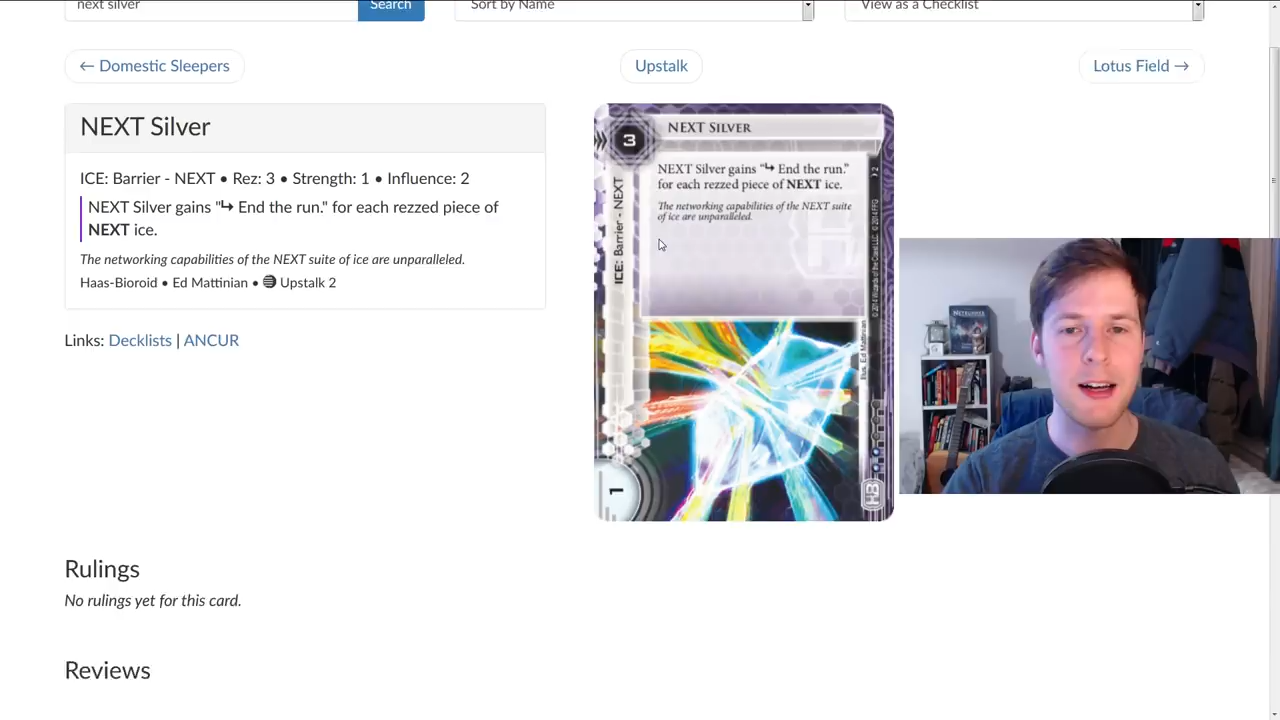 next silver
Search
Sort by Name
View as a Checklist
← Domestic Sleepers
Upstalk
Lotus Field →
NEXT Silver
ICE: Barrier - NEXT • Rez: 3 • Strength: 1 • Influence: 2
NEXT Silver gains "↳ End the run." for each rezzed piece of
NEXT ice.
The networking capabilities of the NEXT suite of ice are unparalleled.
Haas-Bioroid • Ed Mattinian • Upstalk 2
Links: Decklists | ANCUR
3
NEXT SILVER
NEXT Silver gains “↳ End the run.”
for each rezzed piece of NEXT ice.
The networking capabilities of the NEXT suite
of ice are unparalleled.
ICE: Barrier - NEXT
1
Illus. Ed Mattinian
2
NETRUNNER
Rulings
No rulings yet for this card.
Reviews